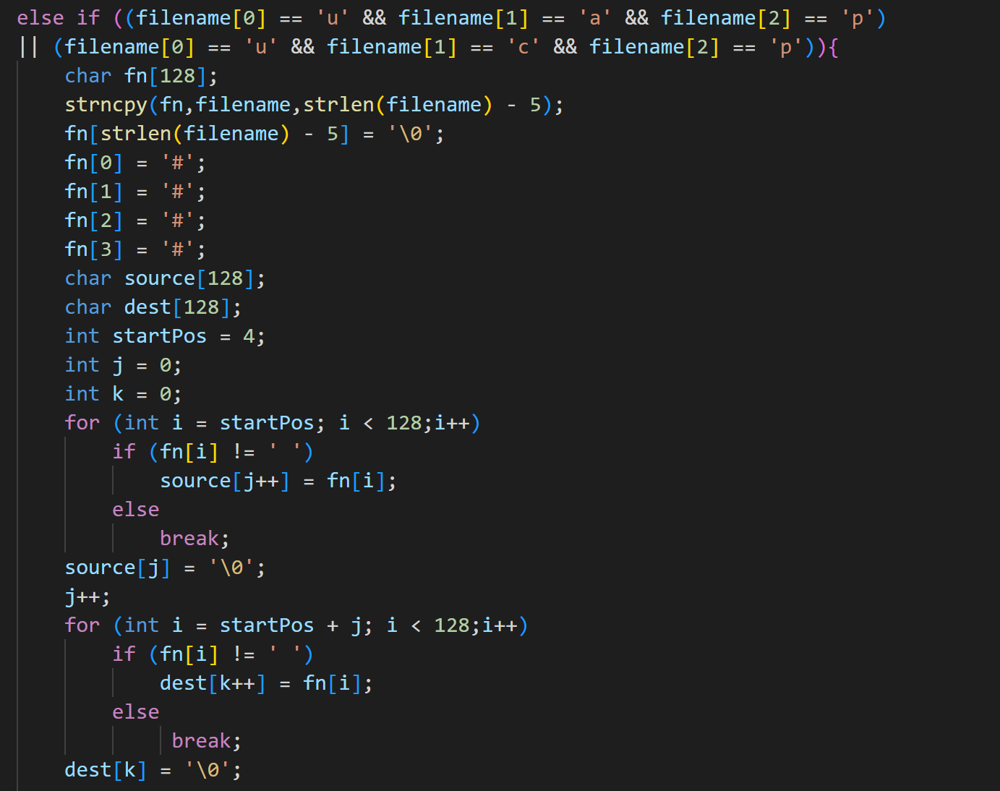 else if ((filename[0] == 'u' && filename[1] == 'a' && filename[2] == 'p')
|| (filename[0] == 'u' && filename[1] == 'c' && filename[2] == 'p')){
    char fn[128];
    strncpy(fn,filename,strlen(filename) - 5);
    fn[strlen(filename) - 5] = '\0';
    fn[0] = '#';
    fn[1] = '#';
    fn[2] = '#';
    fn[3] = '#';
    char source[128];
    char dest[128];
    int startPos = 4;
    int j = 0;
    int k = 0;
    for (int i = startPos; i < 128;i++)
        if (fn[i] != ' ')
            source[j++] = fn[i];
        else
            break;
    source[j] = '\0';
    j++;
    for (int i = startPos + j; i < 128;i++)
        if (fn[i] != ' ')
            dest[k++] = fn[i];
        else
             break;
    dest[k] = '\0';